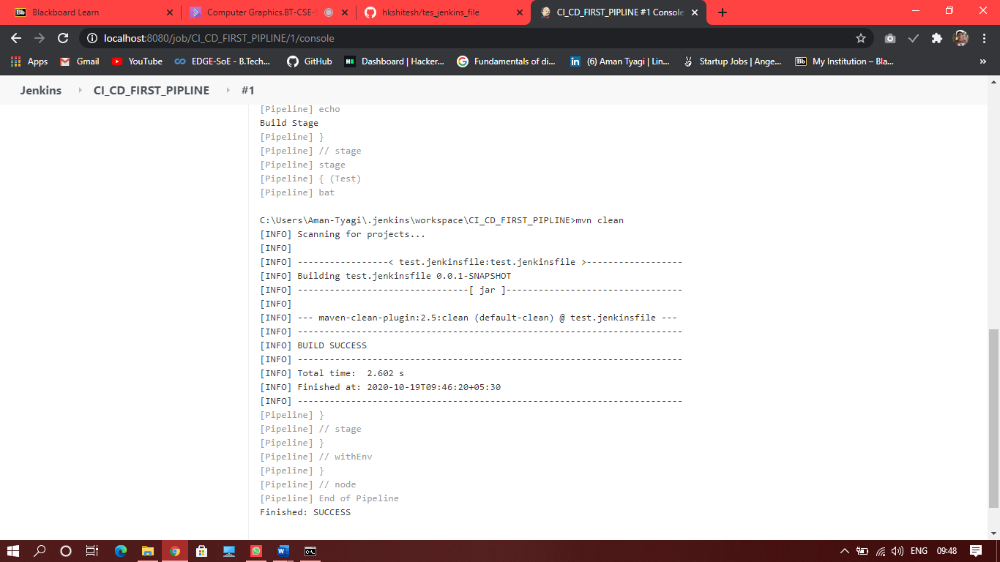 Blackboard Learn
Computer Graphics.BT-CSE-S
hkshitesh/tes_jenkins_file
CI_CD_FIRST_PIPLINE #1 Console
localhost:8080/job/CI_CD_FIRST_PIPLINE/1/console
Apps
Gmail
YouTube
EDGE-SoE - B.Tech...
GitHub
Dashboard | Hacker...
Fundamentals of di...
(6) Aman Tyagi | Lin...
Startup Jobs | Ange...
My Institution – Bla...
Jenkins
CI_CD_FIRST_PIPLINE
#1
[Pipeline] echo
Build Stage
[Pipeline] }
[Pipeline] // stage
[Pipeline] stage
[Pipeline] { (Test)
[Pipeline] bat
C:\Users\Aman-Tyagi\.jenkins\workspace\CI_CD_FIRST_PIPLINE>mvn clean
[INFO] Scanning for projects...
[INFO]
[INFO] -----------------< test.jenkinsfile:test.jenkinsfile >------------------
[INFO] Building test.jenkinsfile 0.0.1-SNAPSHOT
[INFO] --------------------------------[ jar ]---------------------------------
[INFO]
[INFO] --- maven-clean-plugin:2.5:clean (default-clean) @ test.jenkinsfile ---
[INFO] ------------------------------------------------------------------------
[INFO] BUILD SUCCESS
[INFO] ------------------------------------------------------------------------
[INFO] Total time:  2.602 s
[INFO] Finished at: 2020-10-19T09:46:20+05:30
[INFO] ------------------------------------------------------------------------
[Pipeline] }
[Pipeline] // stage
[Pipeline] }
[Pipeline] // withEnv
[Pipeline] }
[Pipeline] // node
[Pipeline] End of Pipeline
Finished: SUCCESS
ENG
09:48